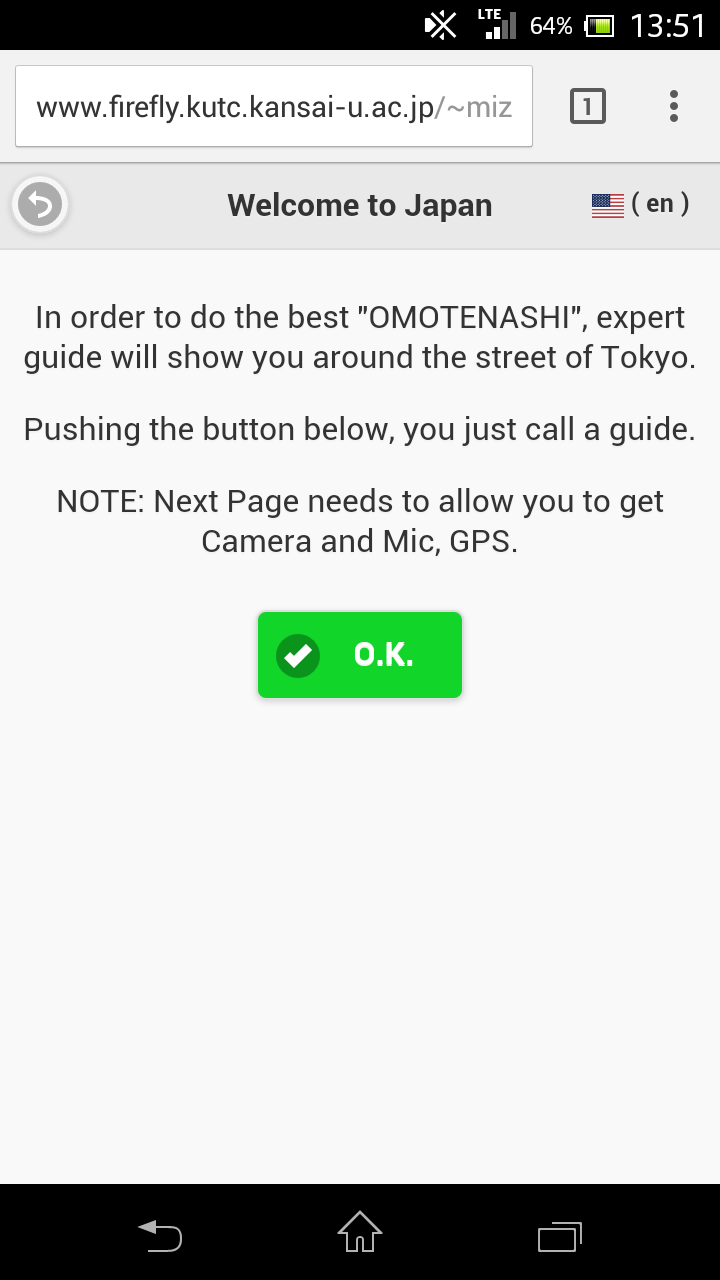 LTE 64% 13:51
www.firefly.kutc.kansai-u.ac.jp/~miz 1
Welcome to Japan ( en )
In order to do the best "OMOTENASHI", expert
guide will show you around the street of Tokyo.
Pushing the button below, you just call a guide.
NOTE: Next Page needs to allow you to get
Camera and Mic, GPS.
O.K.